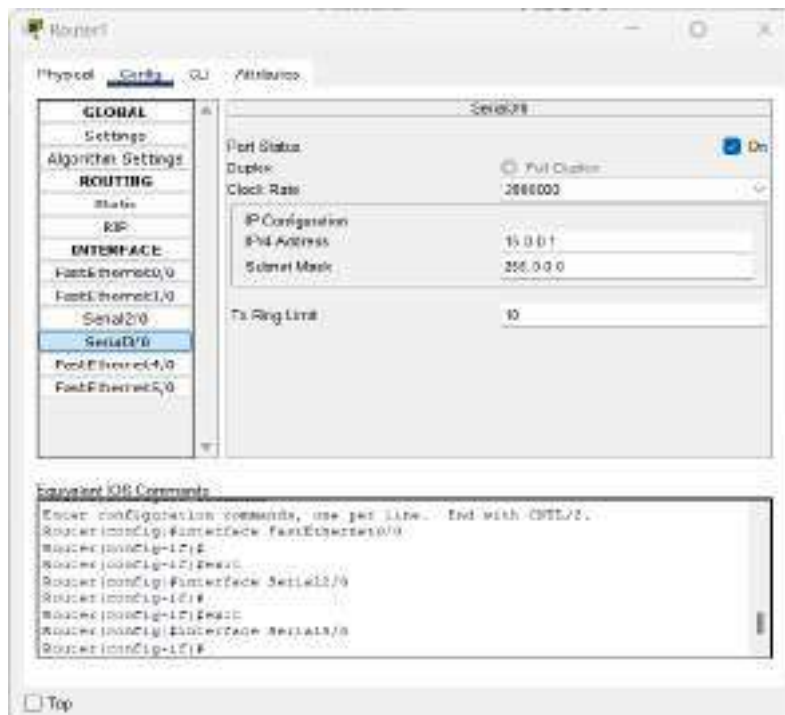 Router1
Physical Config CLI Attributes
GLOBAL
Settings
Algorithm Settings
ROUTING
Static
RIP
INTERFACE
FastEthernet0/0
FastEthernet1/0
Serial2/0
Serial3/0
FastEthernet4/0
FastEthernet5/0
Serial3/0
Port Status On
Duplex Full Duplex
Clock Rate 2000000
IP Configuration
IPv4 Address 15.0.0.1
Subnet Mask 255.0.0.0
Tx Ring Limit 10
Equivalent IOS Commands
Enter configuration commands, one per line. End with CNTL/Z.
Router(config)#interface FastEthernet0/0
Router(config-if)#
Router(config-if)#exit
Router(config)#interface Serial2/0
Router(config-if)#
Router(config-if)#exit
Router(config)#interface Serial3/0
Router(config-if)#
Top